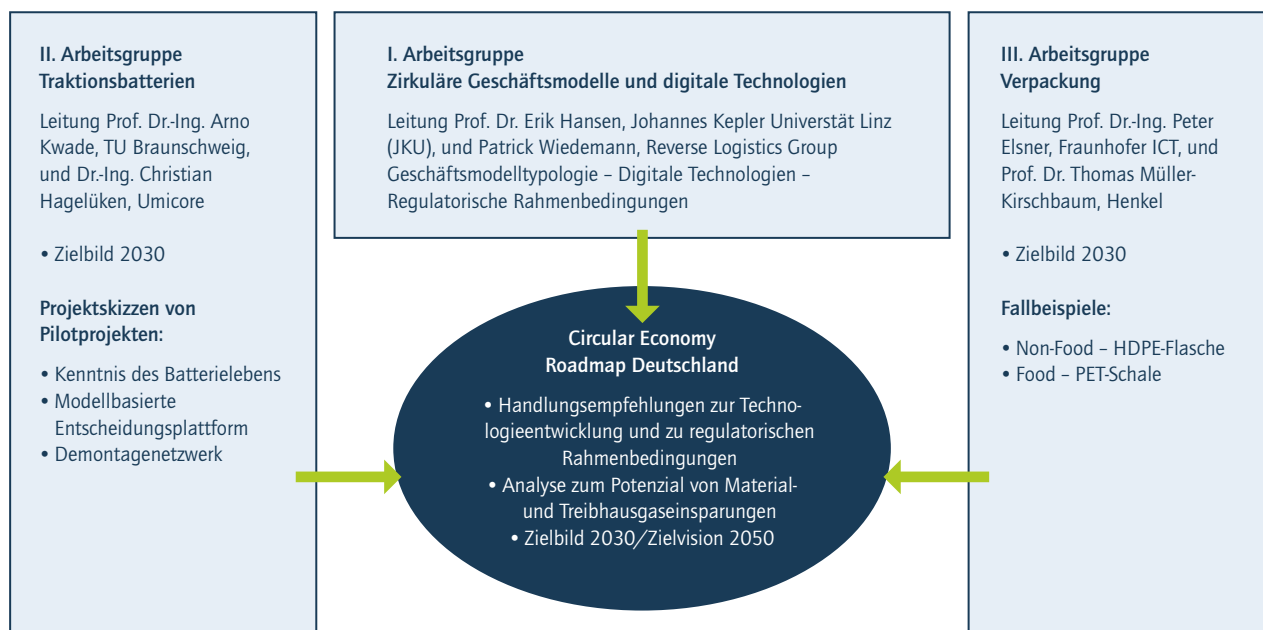 II. Arbeitsgruppe
Traktionsbatterien
Leitung Prof. Dr.-Ing. Arno
Kwade, TU Braunschweig,
und Dr.-Ing. Christian
Hagelüken, Umicore
• Zielbild 2030
Projektskizzen von
Pilotprojekten:
• Kenntnis des Batterielebens
• Modellbasierte
Entscheidungsplattform
• Demontagenetzwerk
I. Arbeitsgruppe
Zirkuläre Geschäftsmodelle und digitale Technologien
Leitung Prof. Dr. Erik Hansen, Johannes Kepler Universtät Linz
(JKU), und Patrick Wiedemann, Reverse Logistics Group
Geschäftsmodelltypologie – Digitale Technologien –
Regulatorische Rahmenbedingungen
III. Arbeitsgruppe
Verpackung
Leitung Prof. Dr.-Ing. Peter
Elsner, Fraunhofer ICT, und
Prof. Dr. Thomas Müller-
Kirschbaum, Henkel
• Zielbild 2030
Fallbeispiele:
• Non-Food – HDPE-Flasche
• Food – PET-Schale
Circular Economy
Roadmap Deutschland
• Handlungsempfehlungen zur Techno-
logieentwicklung und zu regulatorischen
Rahmenbedingungen
• Analyse zum Potenzial von Material-
und Treibhausgaseinsparungen
• Zielbild 2030/Zielvision 2050